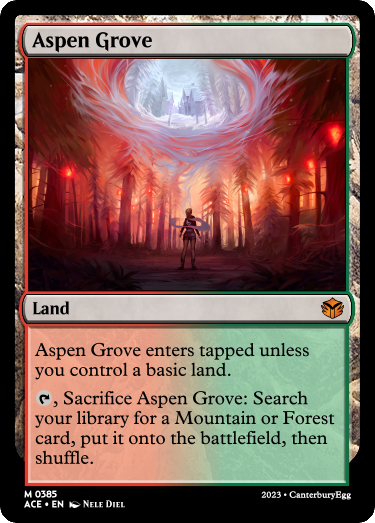 Aspen Grove
Land
Aspen Grove enters tapped unless
you control a basic land.
, Sacrifice Aspen Grove: Search
your library for a Mountain or Forest
card, put it onto the battlefield, then
shuffle.
M 0385
ACE • EN Nele Diel
2023 • CanterburyEgg